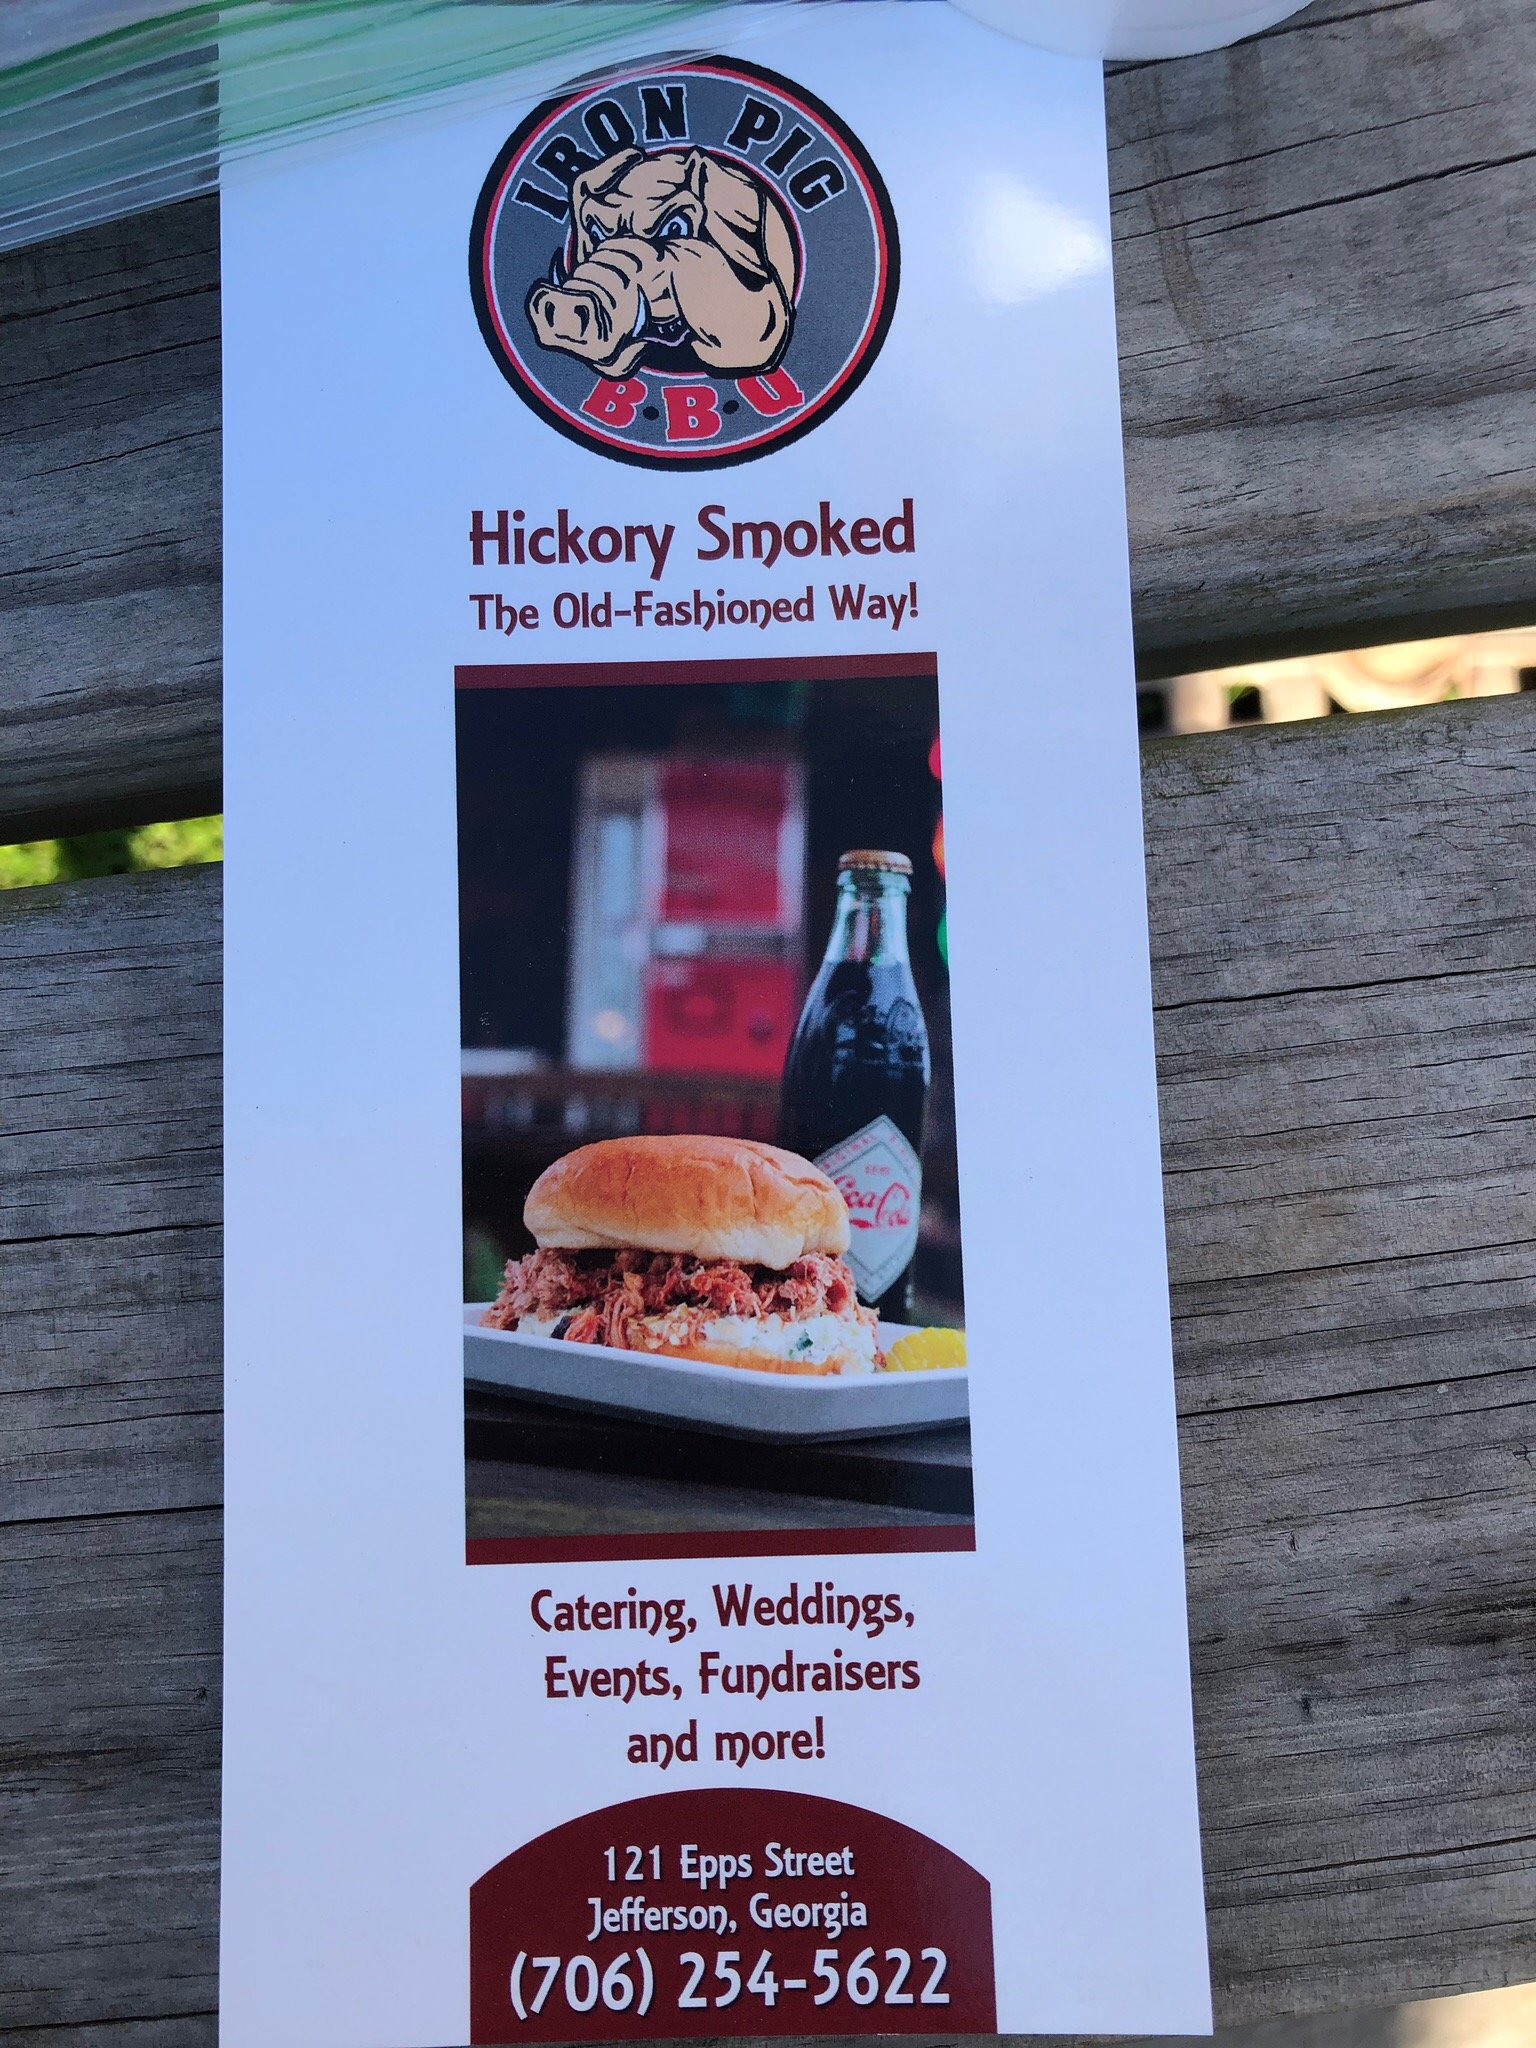 IRON PIG
B·B·Q
Hickory Smoked
The Old-Fashioned Way!
Coca-Cola
Catering, Weddings,
Events, Fundraisers
and more!
121 Epps Street
Jefferson, Georgia
(706) 254-5622